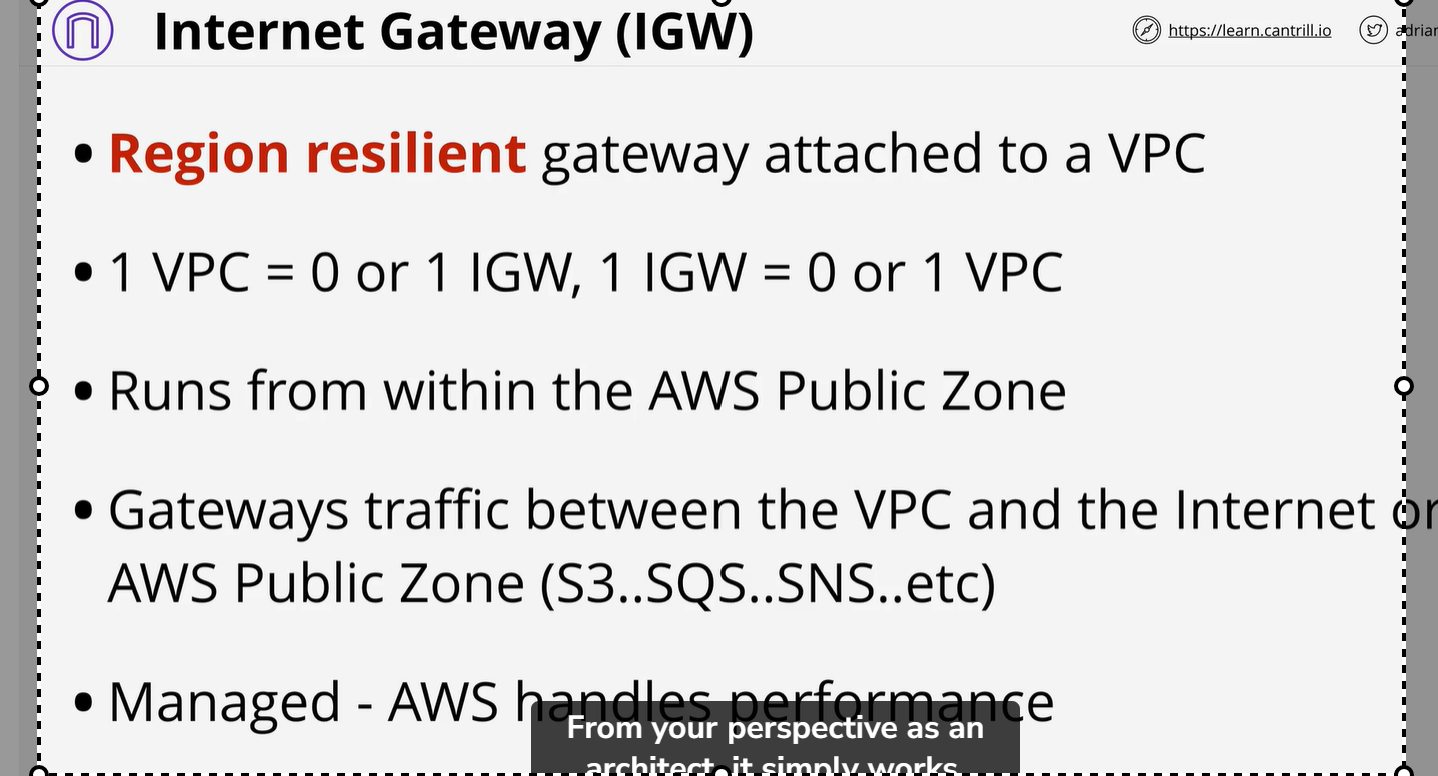 Internet Gateway (IGW)
https://learn.cantrill.io
• Region resilient gateway attached to a VPC
• 1 VPC = 0 or 1 IGW, 1 IGW = 0 or 1 VPC
• Runs from within the AWS Public Zone
• Gateways traffic between the VPC and the Internet or
AWS Public Zone (S3..SQS..SNS..etc)
• Managed - AWS handles performance
From your perspective as an
architect, it simply works